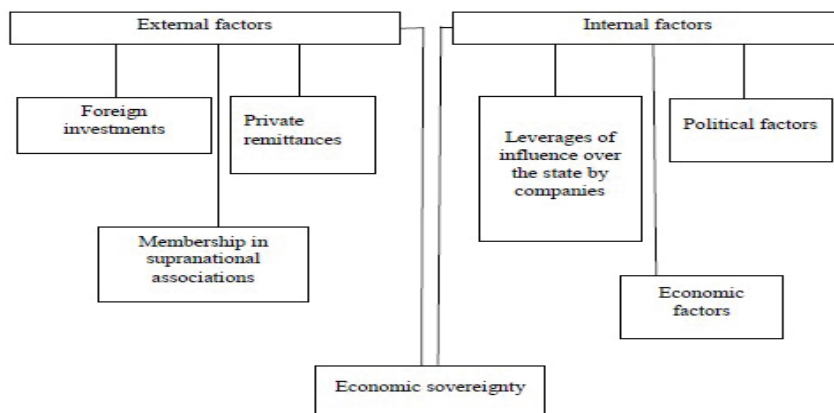 External factors
Internal factors
Foreign
investments
Private
remittances
Membership in
supranational
associations
Leverages of
influence over
the state by
companies
Political factors
Economic
factors
Economic sovereignty